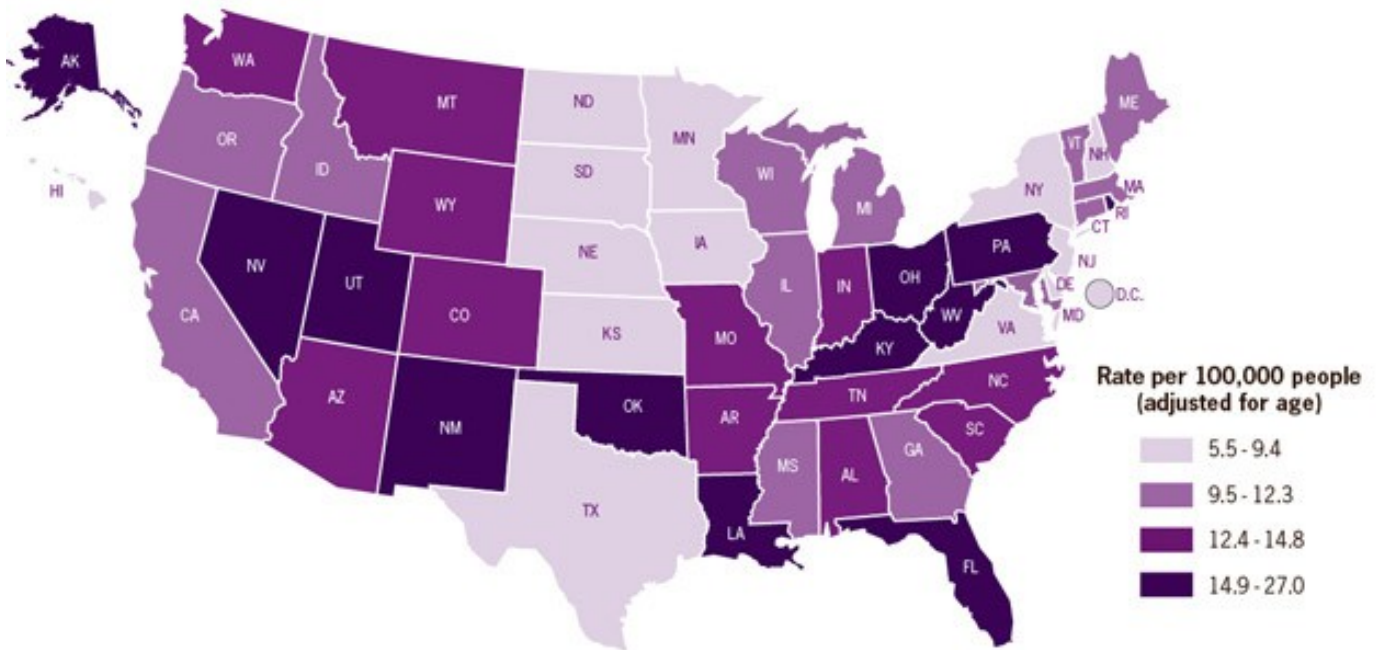 AK
WA
MT
ND
MN
ME
OR
ID
SD
WI
VT
NH
HI
WY
MI
NY
MA
RI
CT
NE
IA
PA
NV
UT
NJ
OH
IL
IN
DE
D.C.
CA
CO
WV
MD
KS
MO
KY
VA
Rate per 100,000 people
(adjusted for age)
AZ
NM
OK
AR
TN
NC
SC
MS
AL
GA
5.5 - 9.4
9.5 - 12.3
TX
LA
12.4 - 14.8
FL
14.9 - 27.0